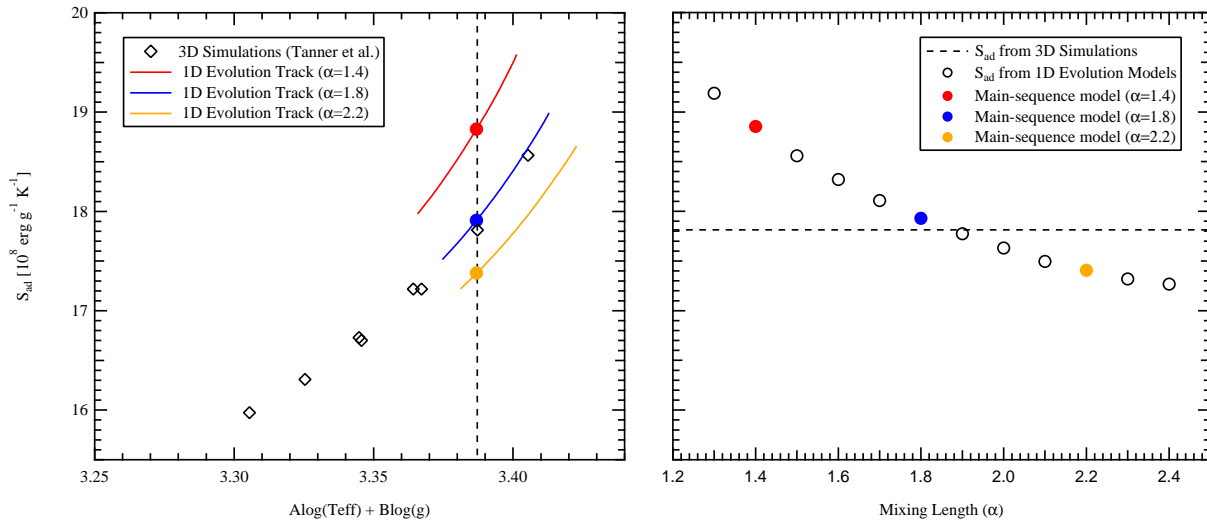 3D Simulations (Tanner et al.)
1D Evolution Track (α=1.4)
1D Evolution Track (α=1.8)
1D Evolution Track (α=2.2)
20
19
18
17
16
S_ad [10^8 erg g^-1 K^-1]
3.25
3.30
3.35
3.40
Alog(Teff) + Blog(g)
S_ad from 3D Simulations
S_ad from 1D Evolution Models
Main-sequence model (α=1.4)
Main-sequence model (α=1.8)
Main-sequence model (α=2.2)
1.2
1.4
1.6
1.8
2.0
2.2
2.4
Mixing Length (α)